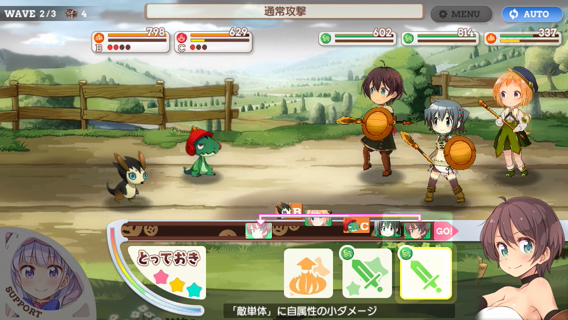 WAVE 2/3 4
通常攻撃
MENU
AUTO
798
B
629
C
602
814
337
B
C
GO!
とっておき
SUPPORT
「敵単体」に自属性の小ダメージ